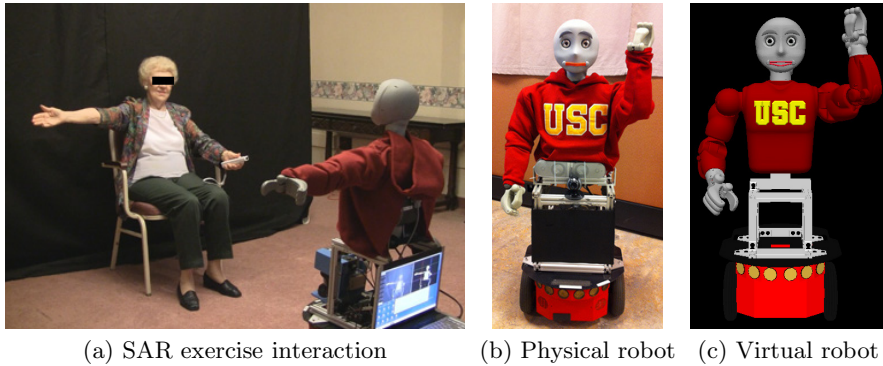 USC
USC
(a) SAR exercise interaction
(b) Physical robot
(c) Virtual robot